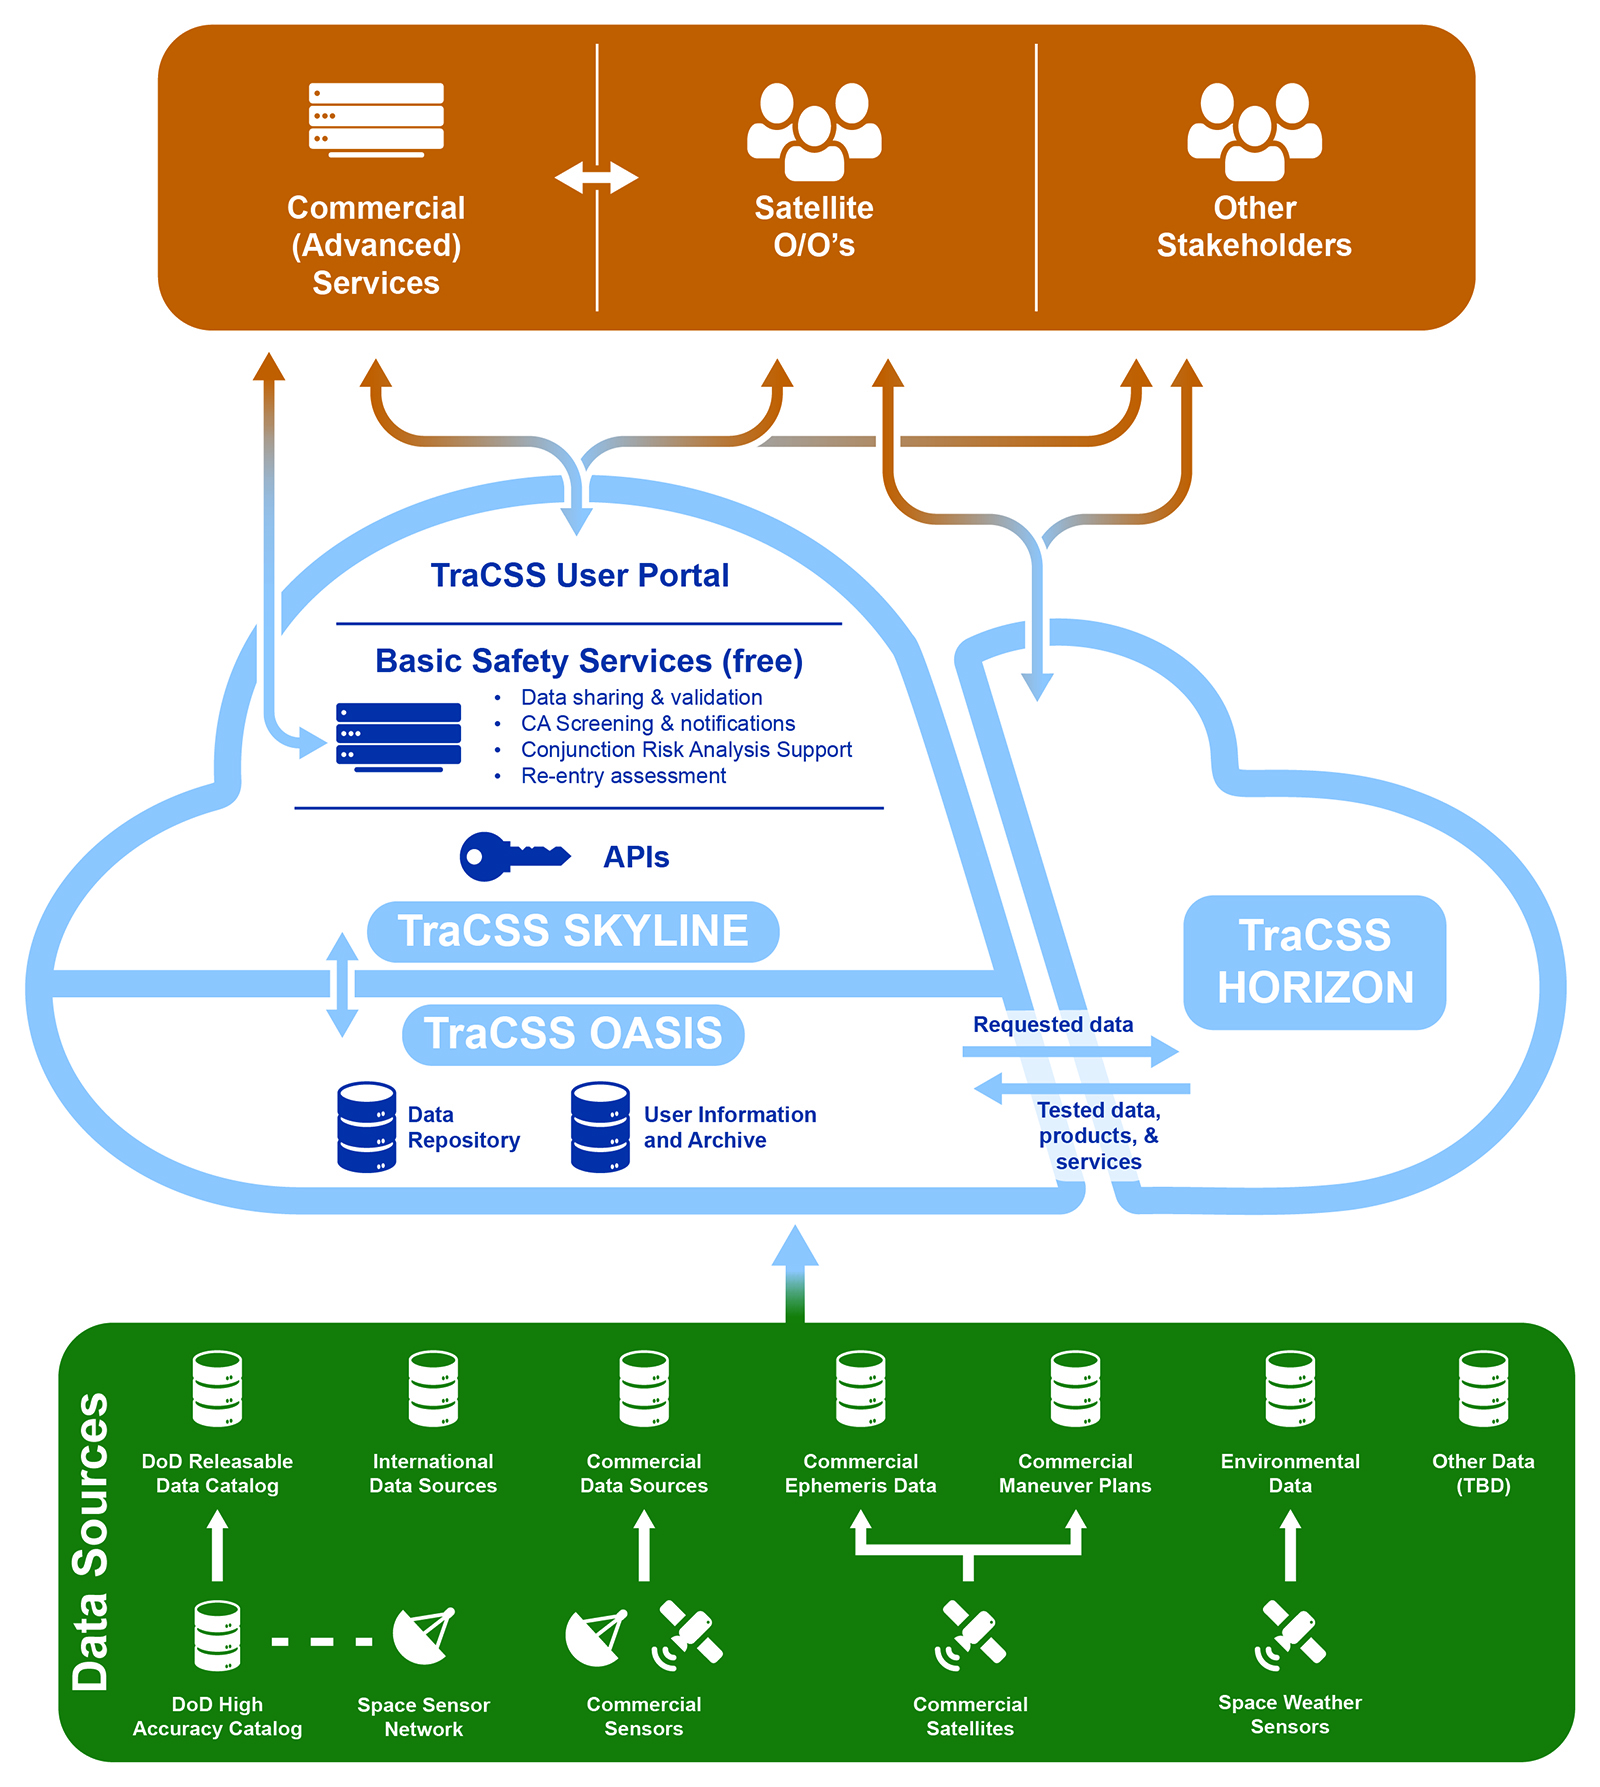 Commercial
(Advanced)
Services
Satellite
O/O’s
Other
Stakeholders
TraCSS User Portal
Basic Safety Services (free)
• Data sharing & validation
• CA Screening & notifications
• Conjunction Risk Analysis Support
• Re-entry assessment
APIs
TraCSS SKYLINE
TraCSS OASIS
Data
Repository
User Information
and Archive
TraCSS
HORIZON
Requested data
Tested data,
products, &
services
Data Sources
DoD Releasable
Data Catalog
International
Data Sources
Commercial
Data Sources
Commercial
Ephemeris Data
Commercial
Maneuver Plans
Environmental
Data
Other Data
(TBD)
DoD High
Accuracy Catalog
Space Sensor
Network
Commercial
Sensors
Commercial
Satellites
Space Weather
Sensors